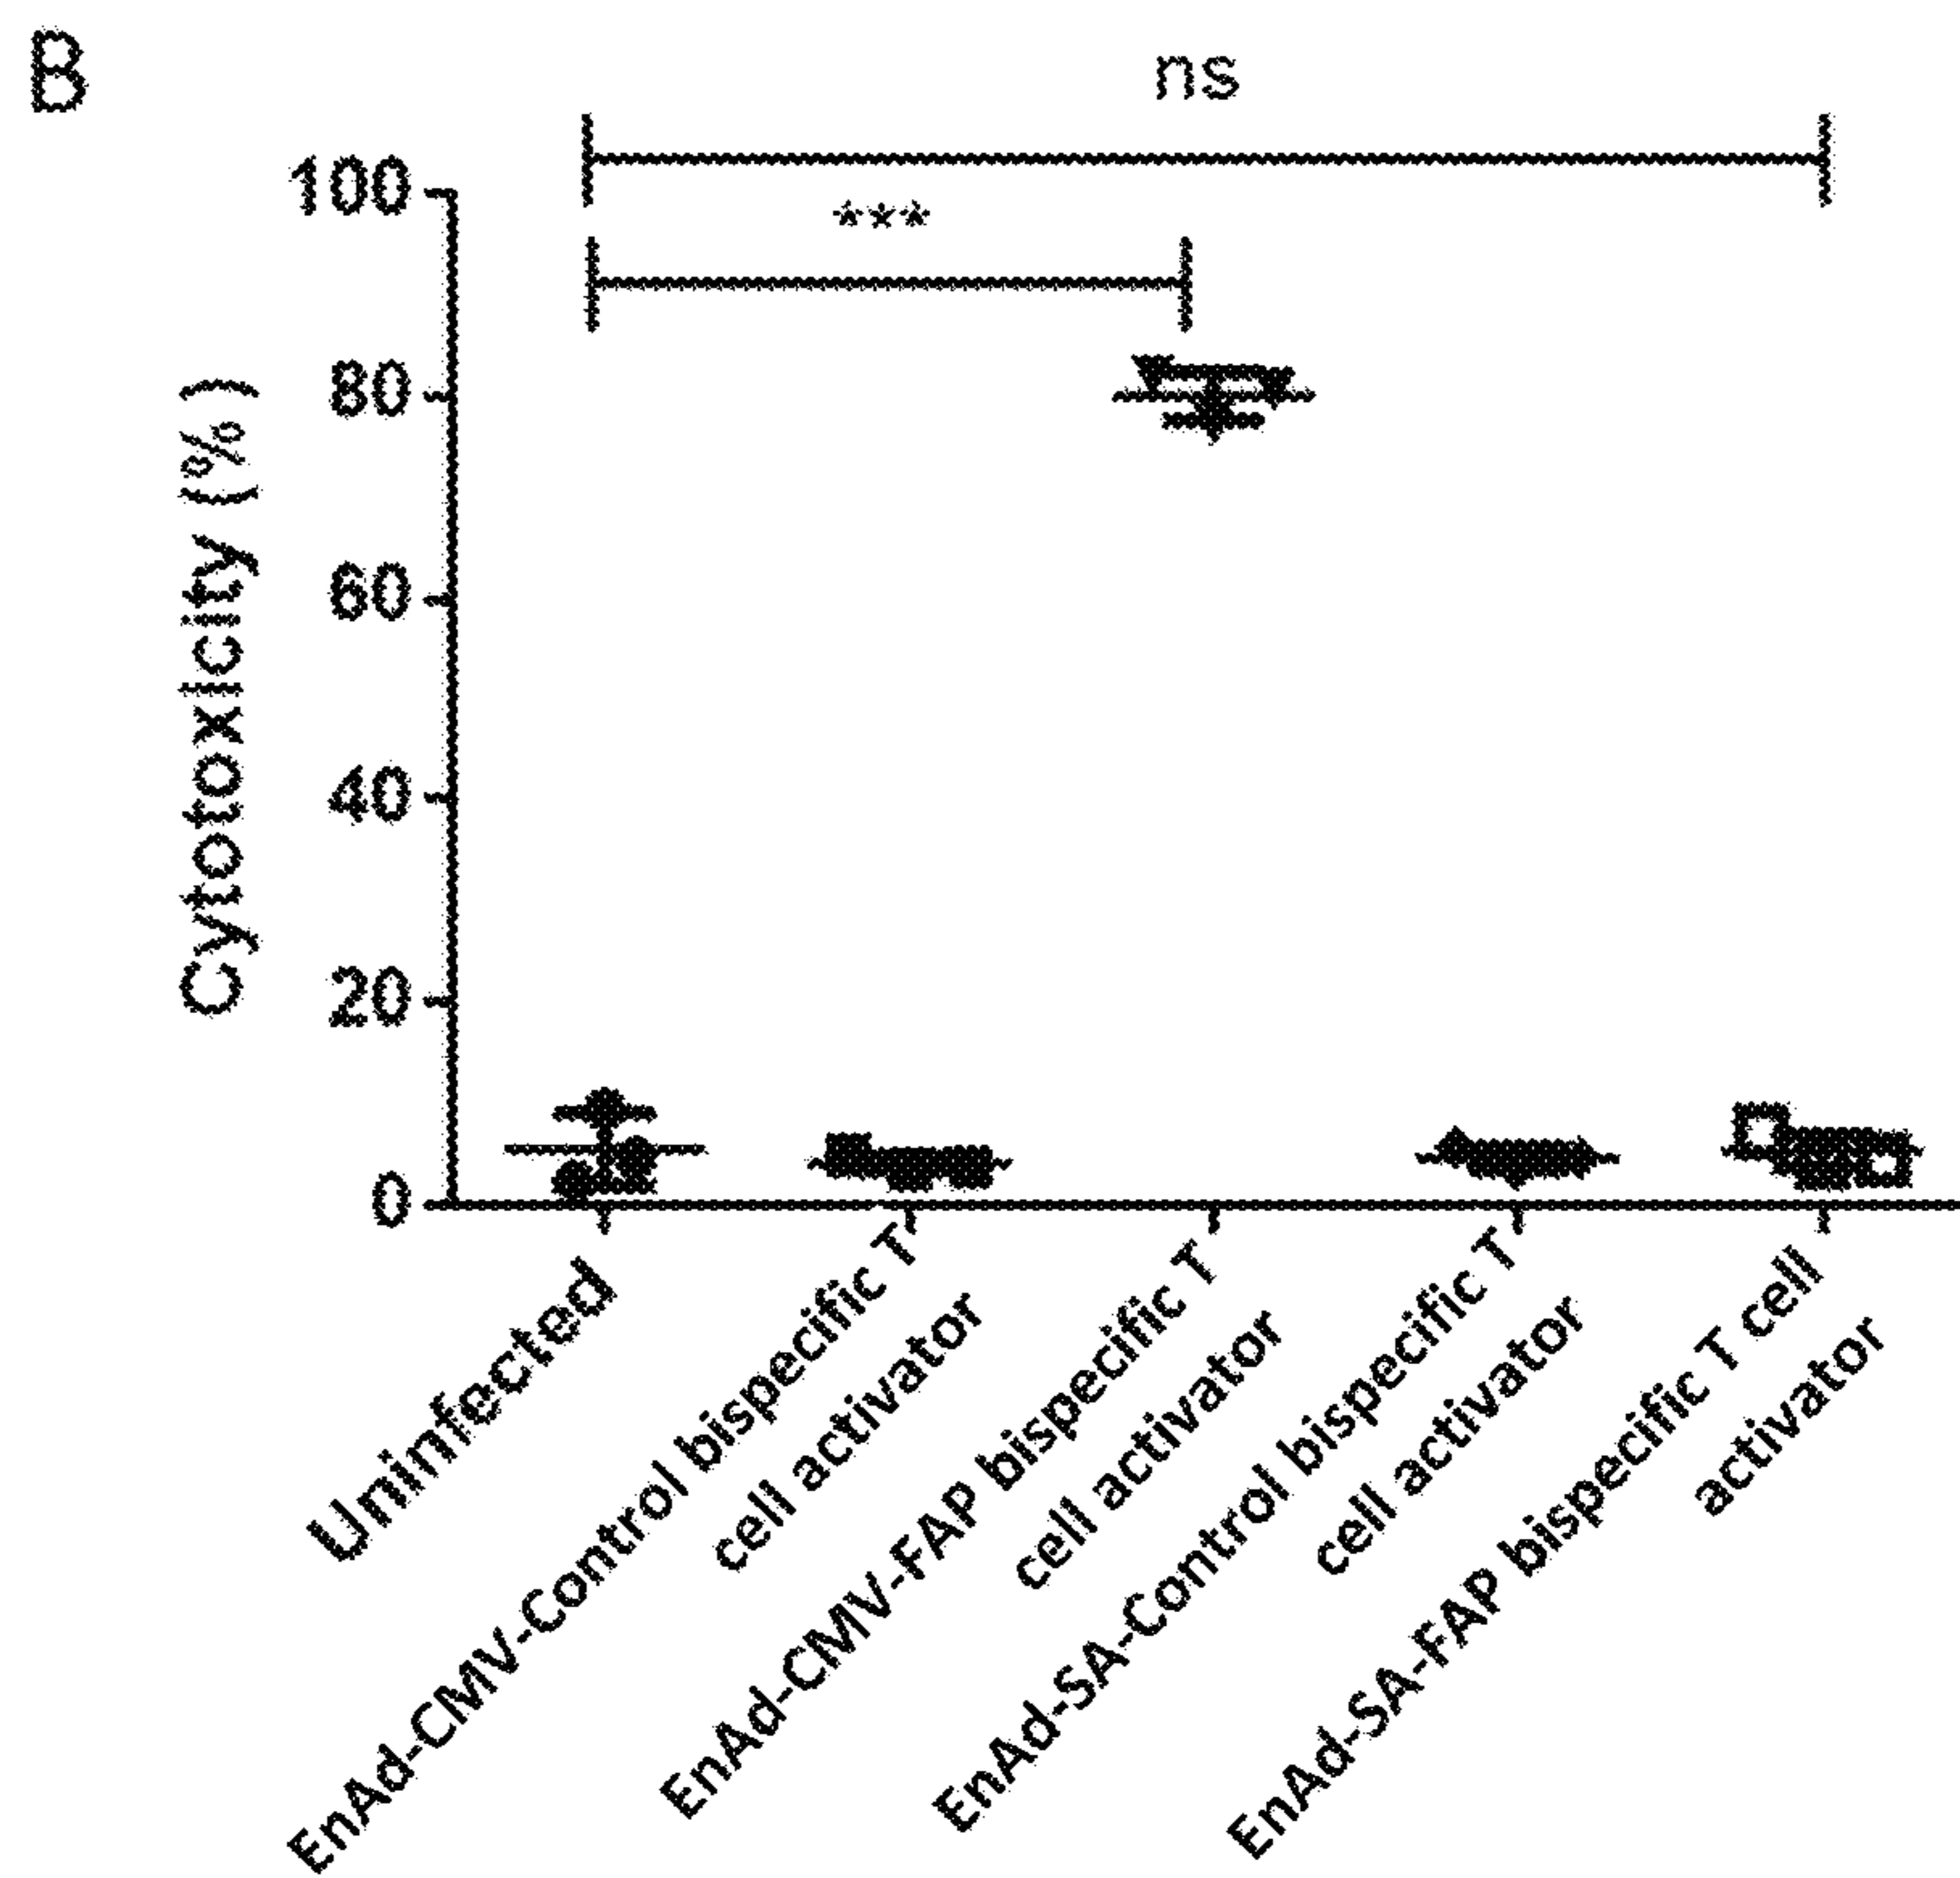 B
ns
***
100
80
60
40
20
0
Cytotoxicity (%)
Uninfected
EnAd-CMV-Control bispecific T
cell activator
EnAd-CMV-FAP bispecific T
cell activator
EnAd-SA-Control bispecific T
cell activator
EnAd-SA-FAP bispecific T cell
activator